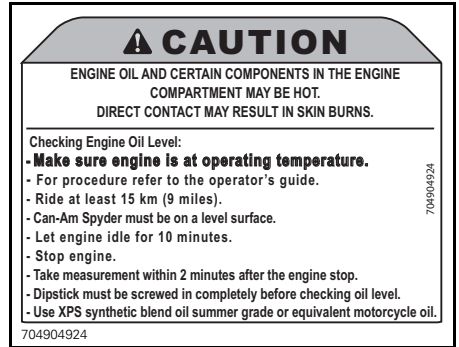 CAUTION
ENGINE OIL AND CERTAIN COMPONENTS IN THE ENGINE
COMPARTMENT MAY BE HOT.
DIRECT CONTACT MAY RESULT IN SKIN BURNS.
Checking Engine Oil Level:
- Make sure engine is at operating temperature.
- For procedure refer to the operator's guide.
- Ride at least 15 km (9 miles).
- Can-Am Spyder must be on a level surface.
- Let engine idle for 10 minutes.
- Stop engine.
- Take measurement within 2 minutes after the engine stop.
- Dipstick must be screwed in completely before checking oil level.
- Use XPS synthetic blend oil summer grade or equivalent motorcycle oil.
704904924
704904924